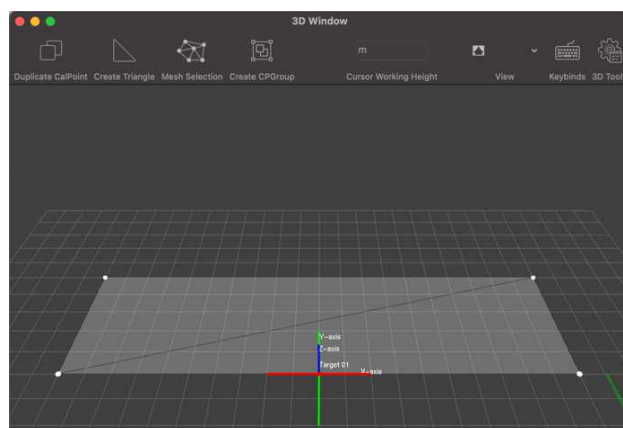 3D Window
m
Duplicate CalPoint Create Triangle Mesh Selection Create CPGroup Cursor Working Height View Keybinds 3D Tool
Y-axis
Z-axis
Target 01
X-axis